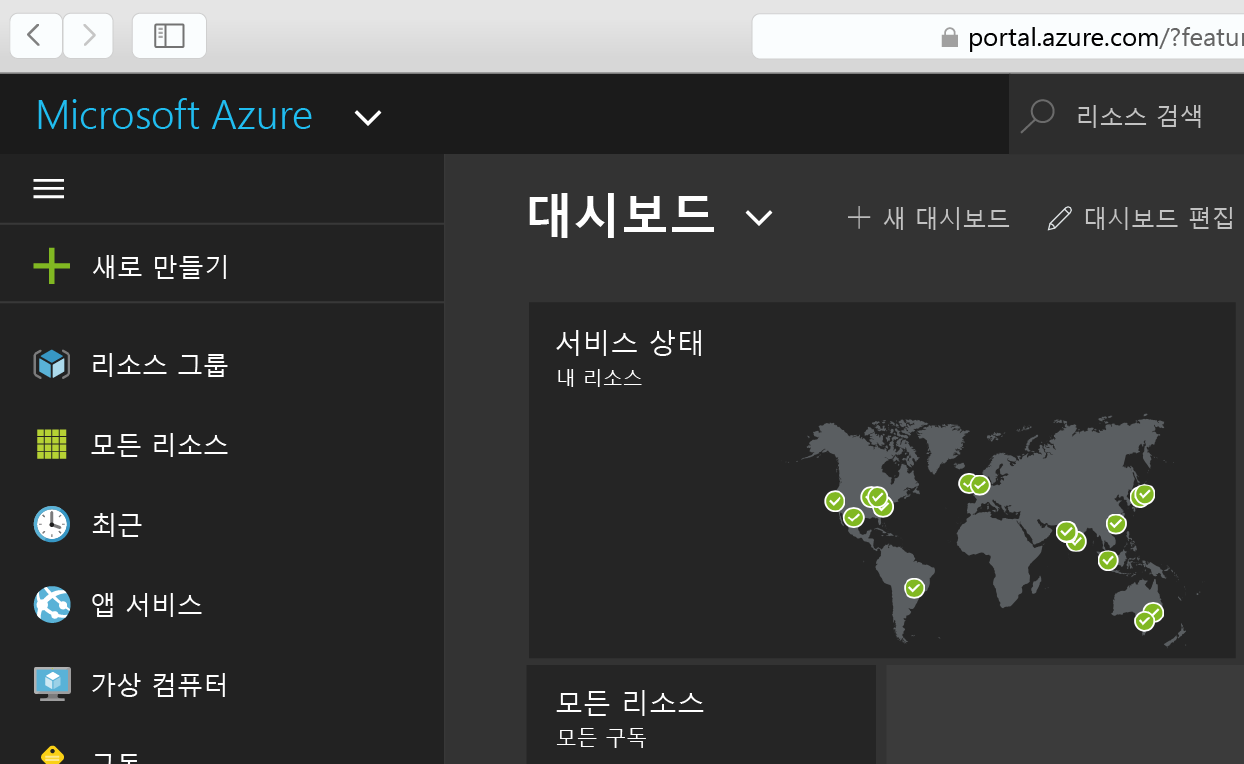 portal.azure.com/?featu
Microsoft Azure
리소스 검색
대시보드
새 대시보드
대시보드 편집
새로 만들기
리소스 그룹
모든 리소스
최근
앱 서비스
가상 컴퓨터
구독
서비스 상태
내 리소스
모든 리소스
모든 구독